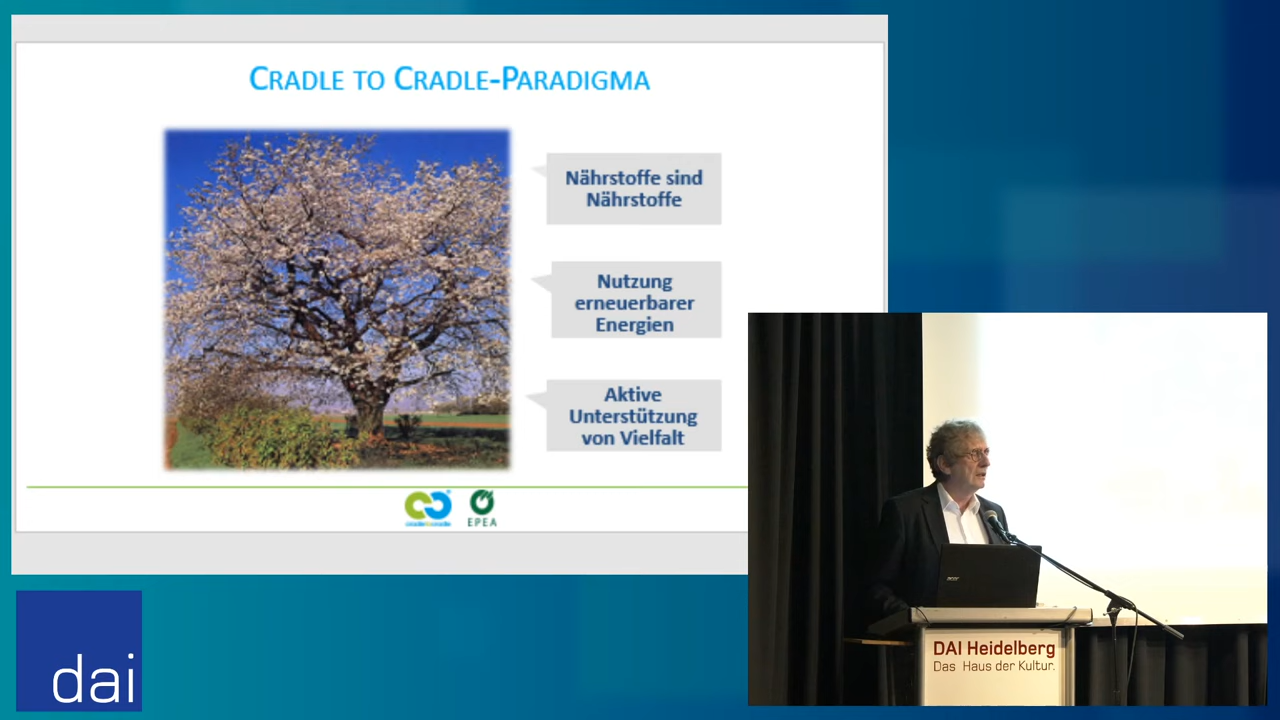 CRADLE TO CRADLE-PARADIGMA
Nährstoffe sind
Nährstoffe
Nutzung
erneuerbarer
Energien
Aktive
Unterstützung
von Vielfalt
EPEA
acer
DAI Heidelberg
Das Haus der Kultur.
dai